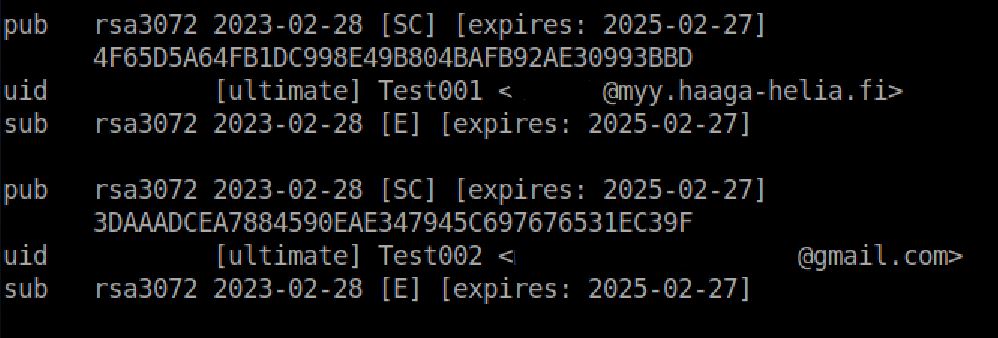 pub   rsa3072 2023-02-28 [SC] [expires: 2025-02-27]
      4F65D5A64FB1DC998E49B804BAFB92AE30993BBD
uid           [ultimate] Test001 <      @myy.haaga-helia.fi>
sub   rsa3072 2023-02-28 [E] [expires: 2025-02-27]

pub   rsa3072 2023-02-28 [SC] [expires: 2025-02-27]
      3DAAADCEA7884590EAE347945C697676531EC39F
uid           [ultimate] Test002 <                   @gmail.com>
sub   rsa3072 2023-02-28 [E] [expires: 2025-02-27]